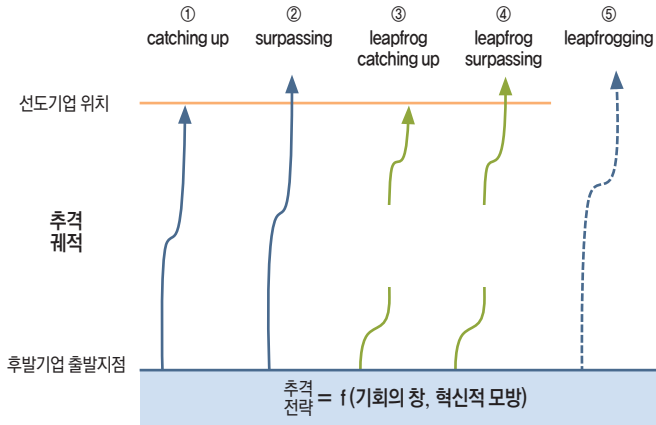 ① ② ③ ④ ⑤
catching up surpassing leapfrog leapfrog leapfrogging
catching up surpassing
선도기업 위치
추격
궤적
후발기업 출발지점
추격
전략 = f (기회의 창, 혁신적 모방)